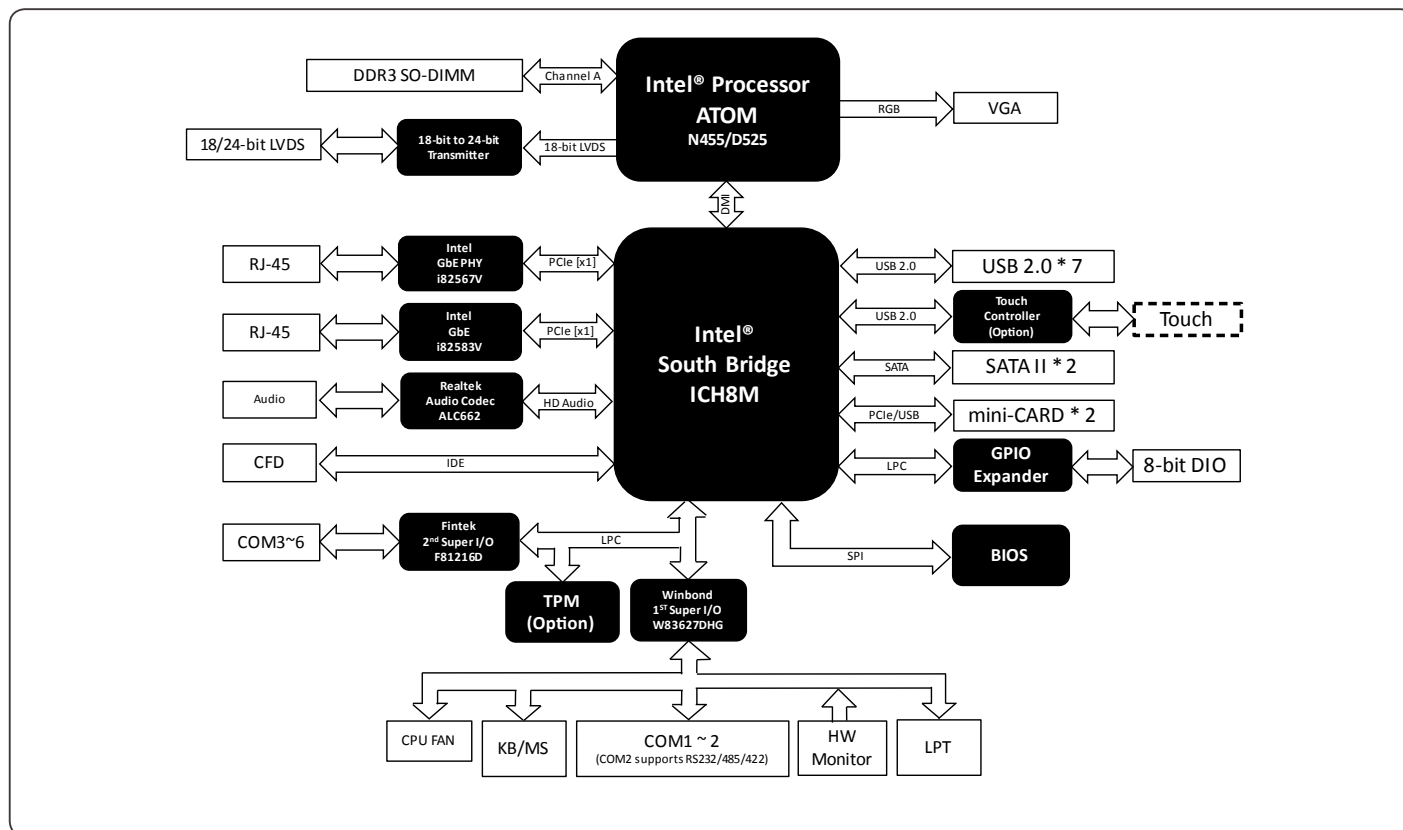 DDR3 SO-DIMM
Channel A
Intel® Processor
ATOM
N455/D525
RGB
VGA
18/24-bit LVDS
18-bit to 24-bit
Transmitter
18-bit LVDS
DMI
RJ-45
Intel
GbE PHY
i82567V
PCIe [x1]
USB 2.0
USB 2.0 * 7
RJ-45
Intel
GbE
i82583V
PCIe [x1]
Intel®
South Bridge
ICH8M
USB 2.0
Touch
Controller
(Option)
Touch
SATA
SATA II * 2
Audio
Realtek
Audio Codec
ALC662
HD Audio
PCIe/USB
mini-CARD * 2
CFD
IDE
LPC
GPIO
Expander
8-bit DIO
COM3~6
Fintek
2nd Super I/O
F81216D
LPC
SPI
BIOS
TPM
(Option)
Winbond
1ST Super I/O
W83627DHG
CPU FAN
KB/MS
COM1 ~ 2
(COM2 supports RS232/485/422)
HW
Monitor
LPT